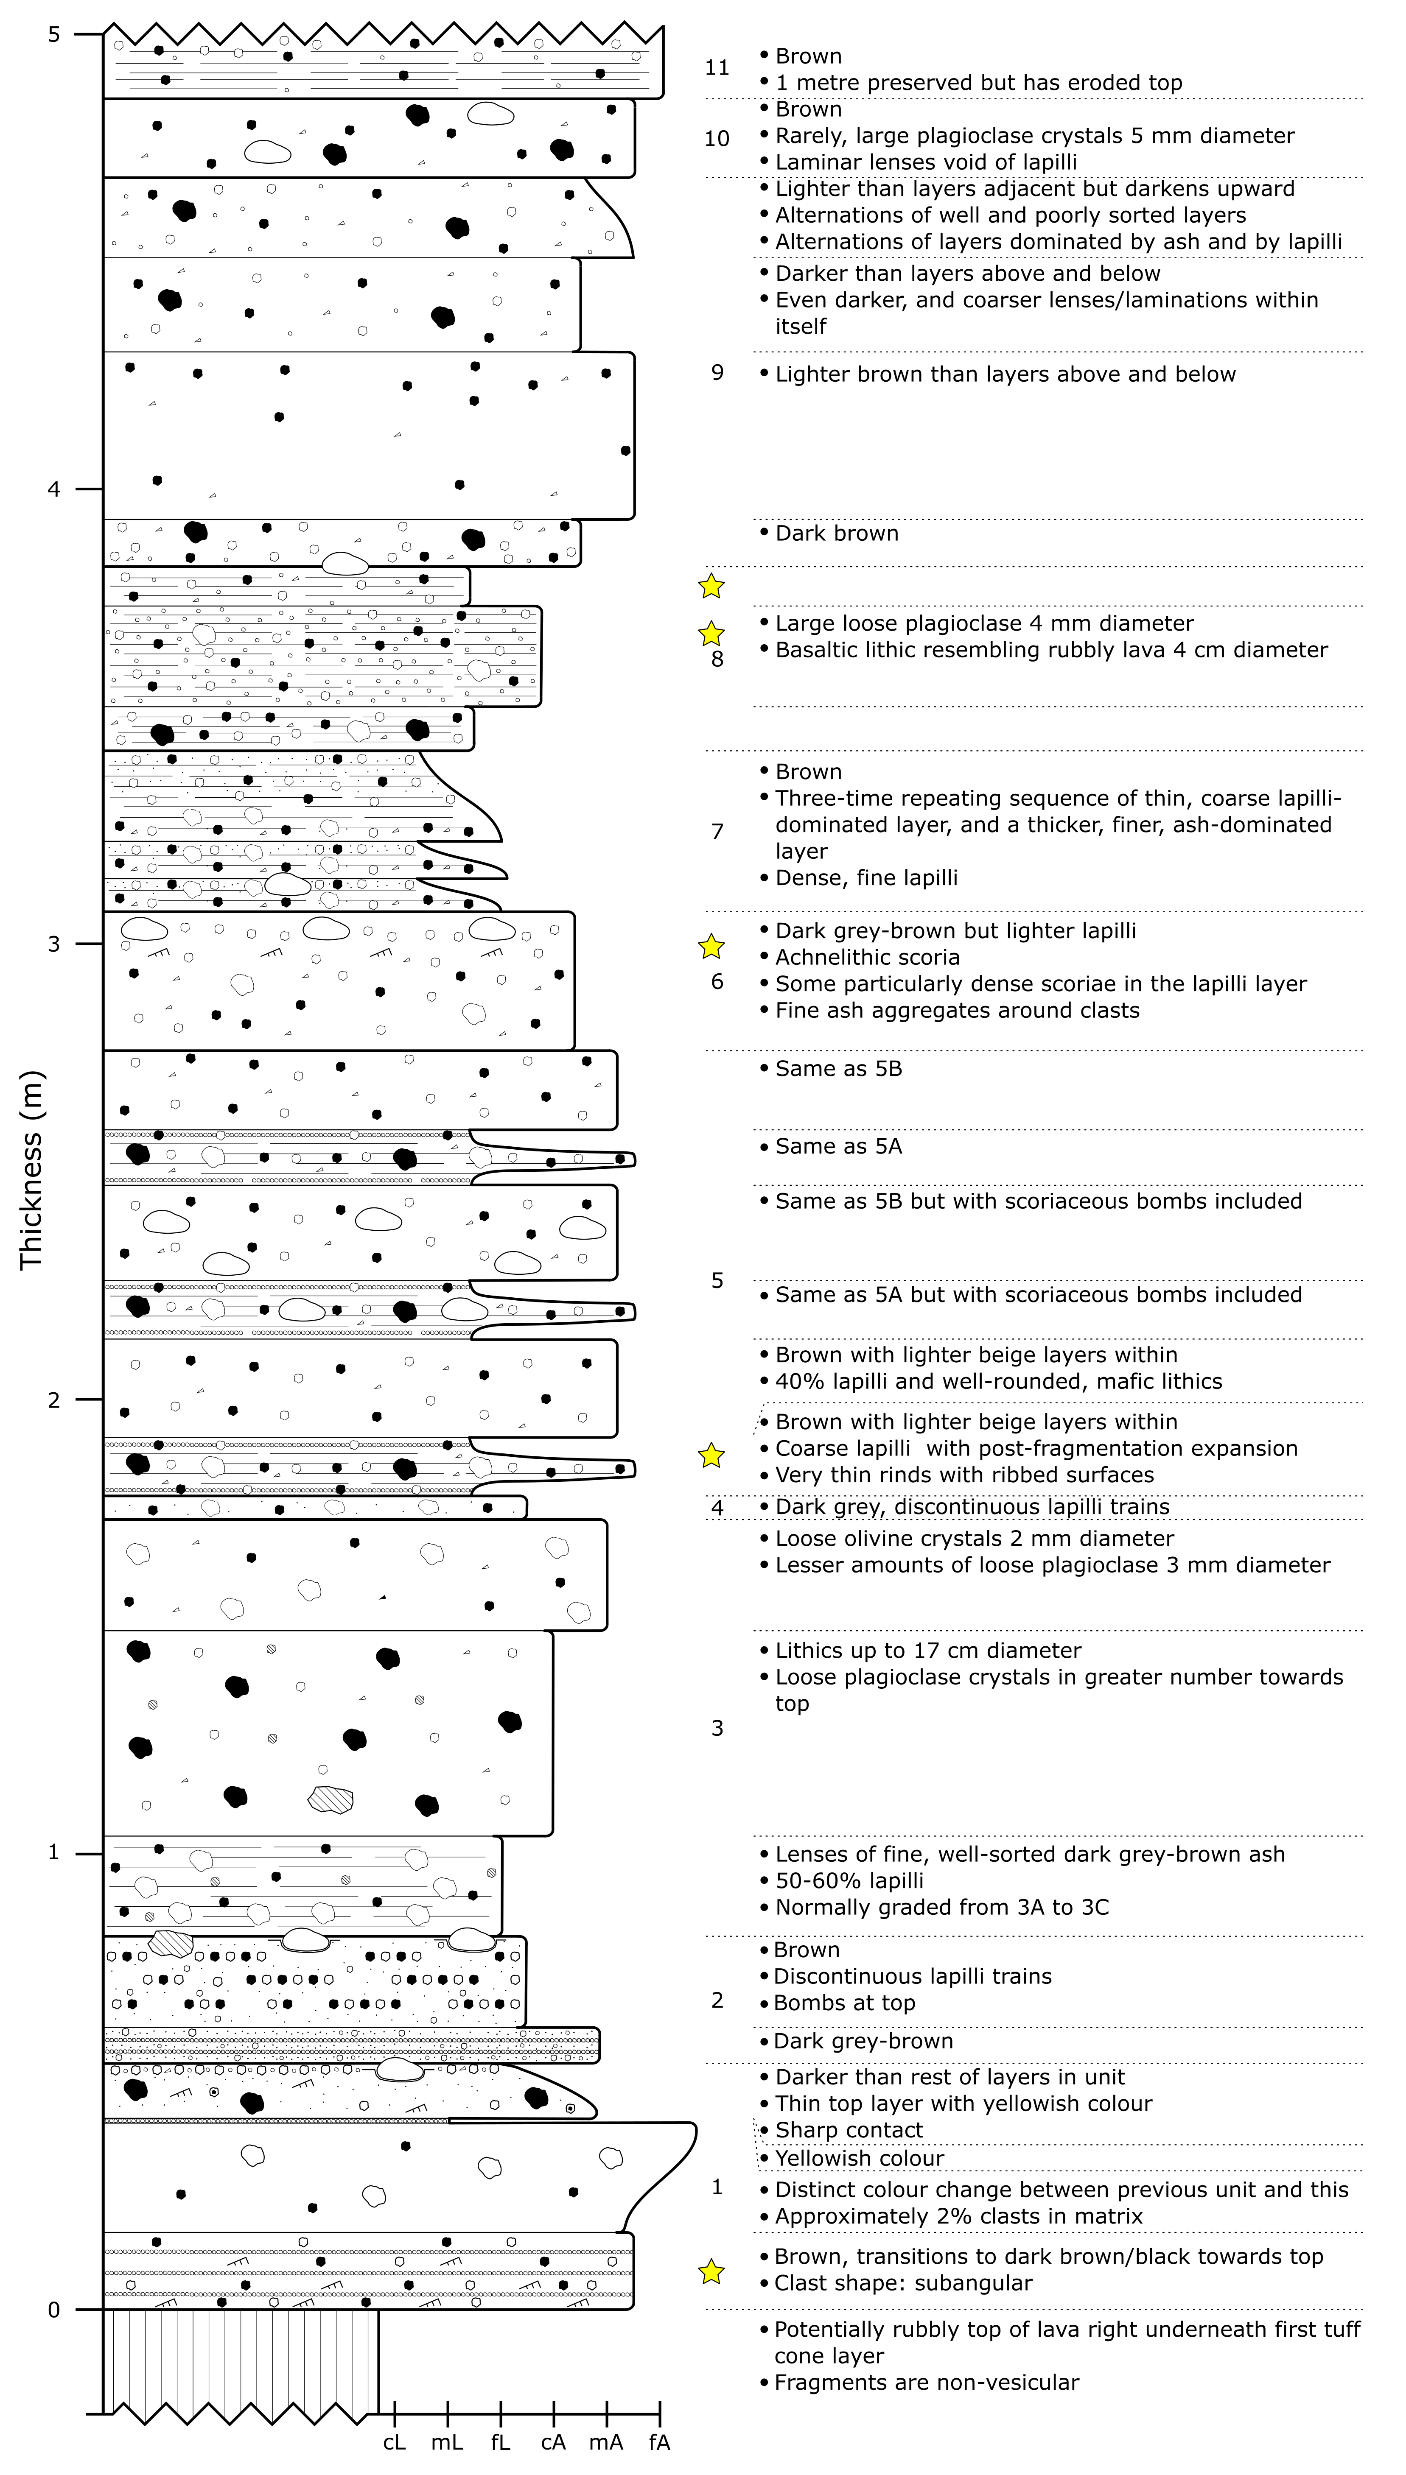 5
11
• Brown
• 1 metre preserved but has eroded top
• Brown
10
• Rarely, large plagioclase crystals 5 mm diameter
• Laminar lenses void of lapilli
• Lighter than layers adjacent but darkens upward
• Alternations of well and poorly sorted layers
• Alternations of layers dominated by ash and by lapilli
• Darker than layers above and below
• Even darker, and coarser lenses/laminations within
itself
9
• Lighter brown than layers above and below
4
• Dark brown
• Large loose plagioclase 4 mm diameter
8
• Basaltic lithic resembling rubbly lava 4 cm diameter
• Brown
• Three-time repeating sequence of thin, coarse lapilli-
7
dominated layer, and a thicker, finer, ash-dominated
layer
• Dense, fine lapilli
3
• Dark grey-brown but lighter lapilli
• Achnelithic scoria
6
• Some particularly dense scoriae in the lapilli layer
• Fine ash aggregates around clasts
• Same as 5B
Thickness (m)
• Same as 5A
• Same as 5B but with scoriaceous bombs included
5
• Same as 5A but with scoriaceous bombs included
• Brown with lighter beige layers within
2
• 40% lapilli and well-rounded, mafic lithics
• Brown with lighter beige layers within
• Coarse lapilli  with post-fragmentation expansion
• Very thin rinds with ribbed surfaces
4
• Dark grey, discontinuous lapilli trains
• Loose olivine crystals 2 mm diameter
• Lesser amounts of loose plagioclase 3 mm diameter
• Lithics up to 17 cm diameter
• Loose plagioclase crystals in greater number towards
top
3
1
• Lenses of fine, well-sorted dark grey-brown ash
• 50-60% lapilli
• Normally graded from 3A to 3C
• Brown
• Discontinuous lapilli trains
2
• Bombs at top
• Dark grey-brown
• Darker than rest of layers in unit
• Thin top layer with yellowish colour
• Sharp contact
• Yellowish colour
1
• Distinct colour change between previous unit and this
• Approximately 2% clasts in matrix
• Brown, transitions to dark brown/black towards top
• Clast shape: subangular
0
• Potentially rubbly top of lava right underneath first tuff
cone layer
• Fragments are non-vesicular
cL mL fL cA mA fA